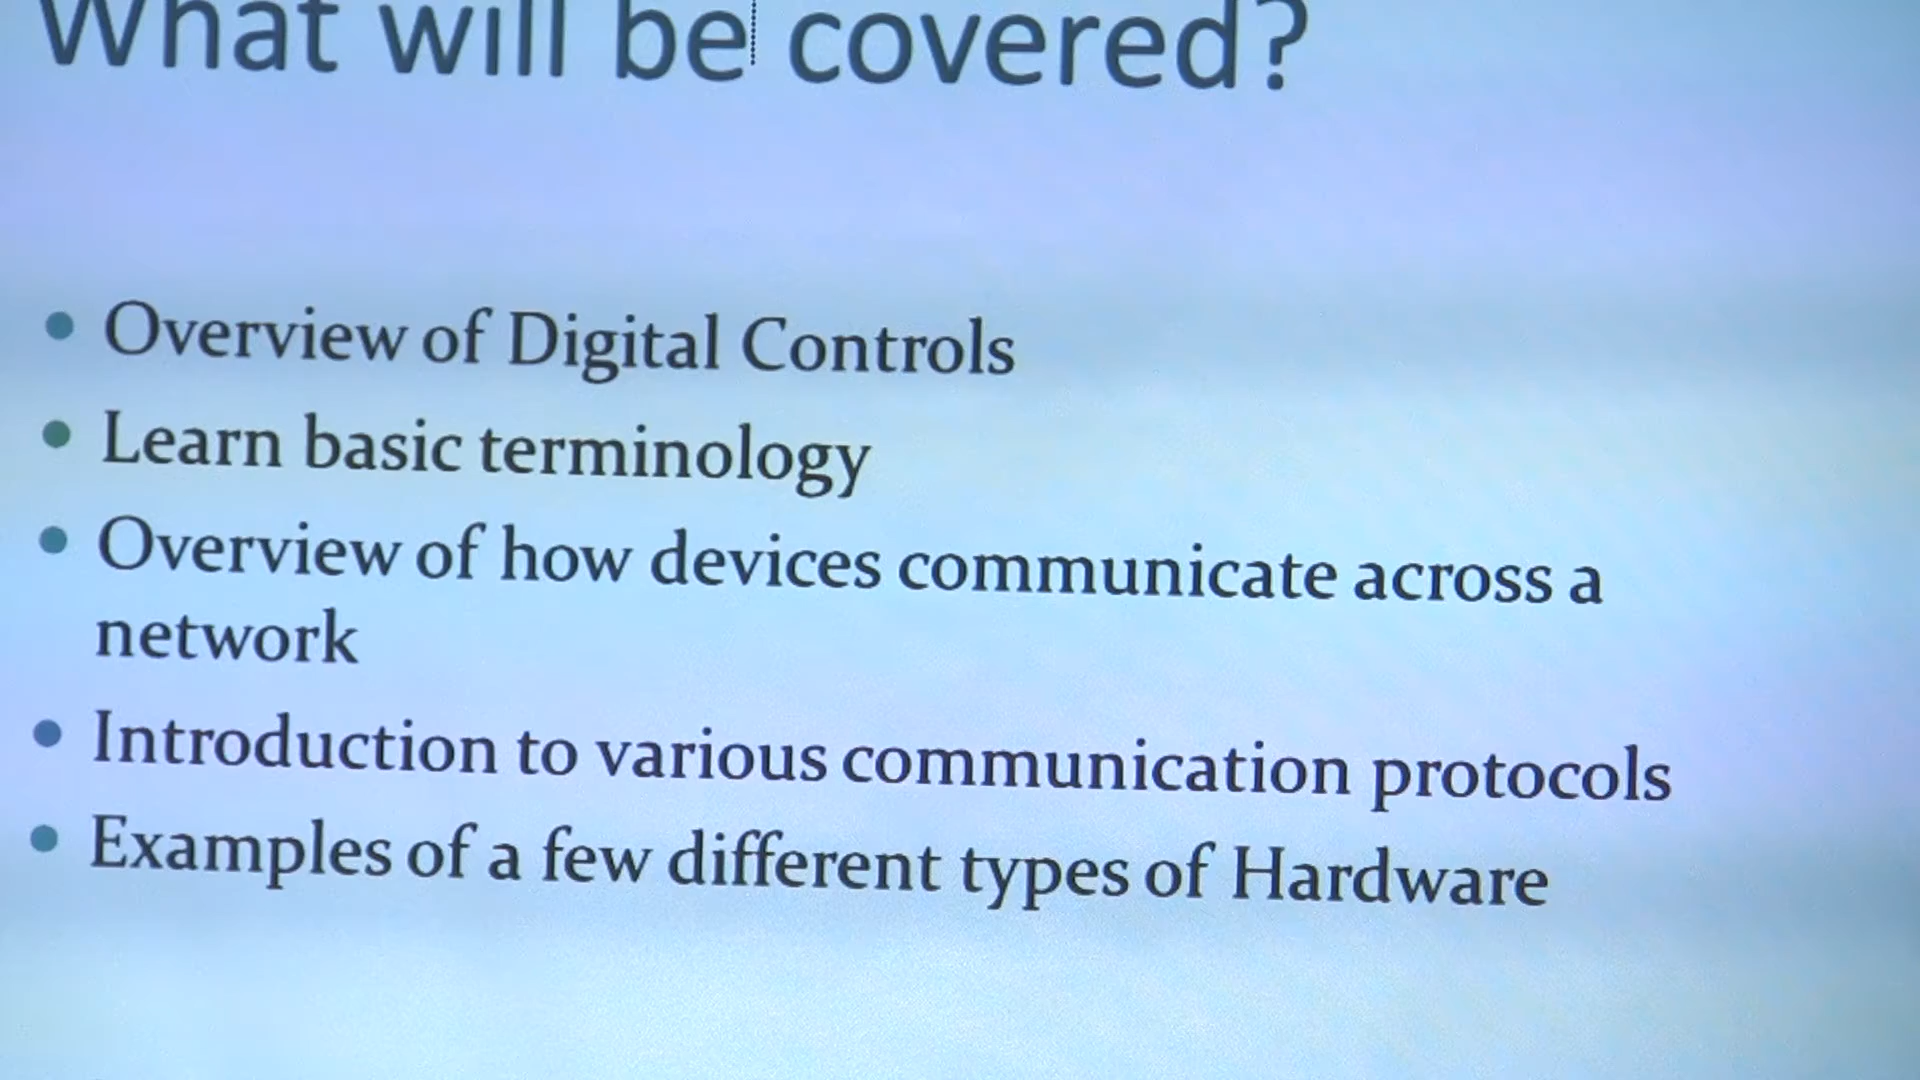 What will be covered?
• Overview of Digital Controls
• Learn basic terminology
• Overview of how devices communicate across a
network
• Introduction to various communication protocols
• Examples of a few different types of Hardware